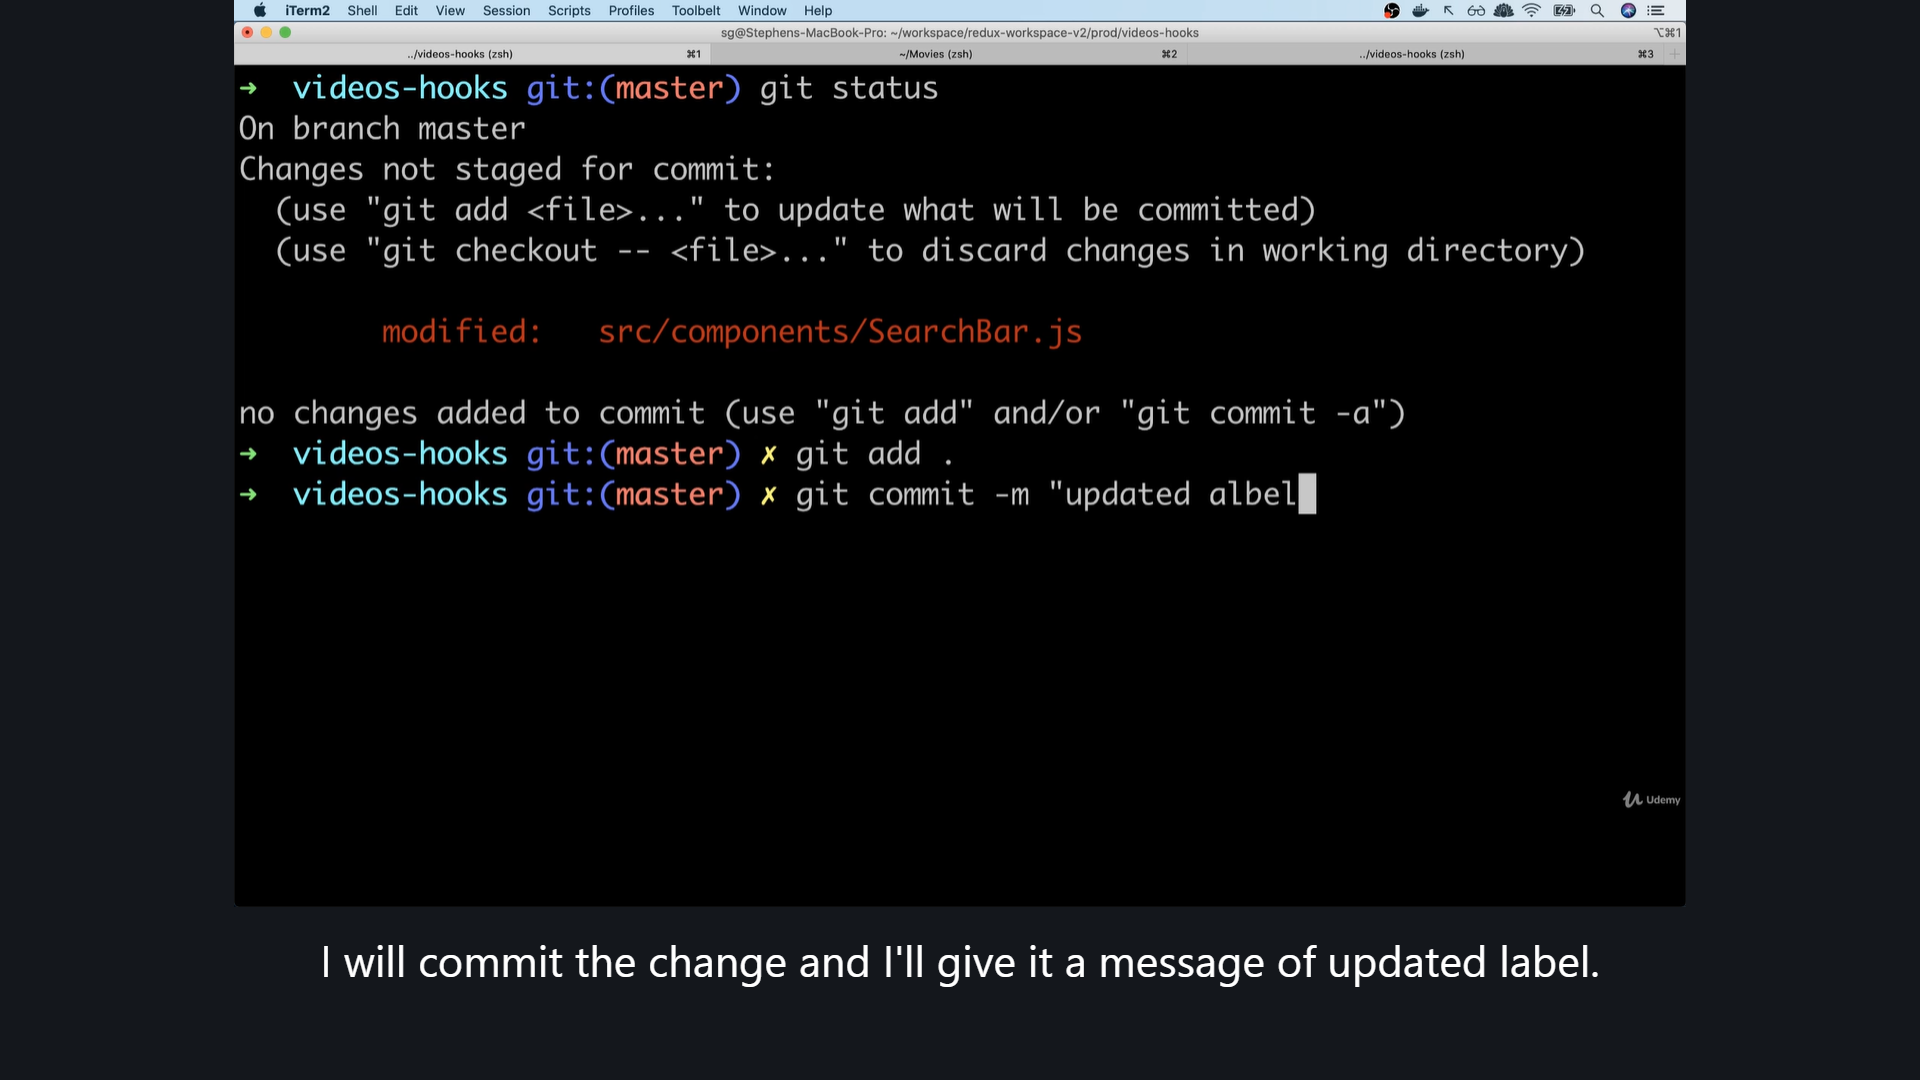 iTerm2 Shell Edit View Session Scripts Profiles Toolbelt Window Help
sg@Stephens-MacBook-Pro: ~/workspace/redux-workspace-v2/prod/videos-hooks ⌥⌘1
../videos-hooks (zsh) ⌘1 ~/Movies (zsh) ⌘2 ../videos-hooks (zsh) ⌘3 +
➜ videos-hooks git:(master) git status
On branch master
Changes not staged for commit:
(use "git add <file>..." to update what will be committed)
(use "git checkout -- <file>..." to discard changes in working directory)
modified: src/components/SearchBar.js
no changes added to commit (use "git add" and/or "git commit -a")
➜ videos-hooks git:(master) ✗ git add .
➜ videos-hooks git:(master) ✗ git commit -m "updated albel
Udemy
I will commit the change and I'll give it a message of updated label.